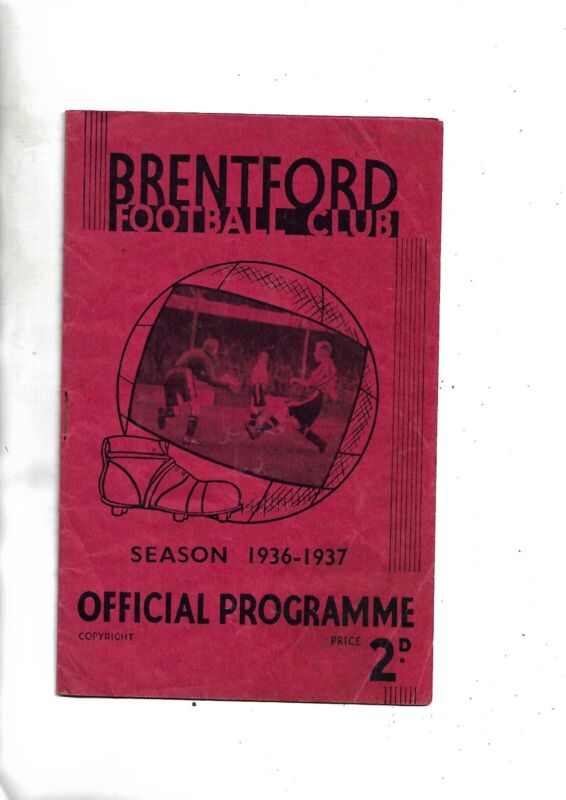 BRENTFORD
FOOTBALL CLUB
SEASON 1936-1937
OFFICIAL PROGRAMME
COPYRIGHT
PRICE 2D.